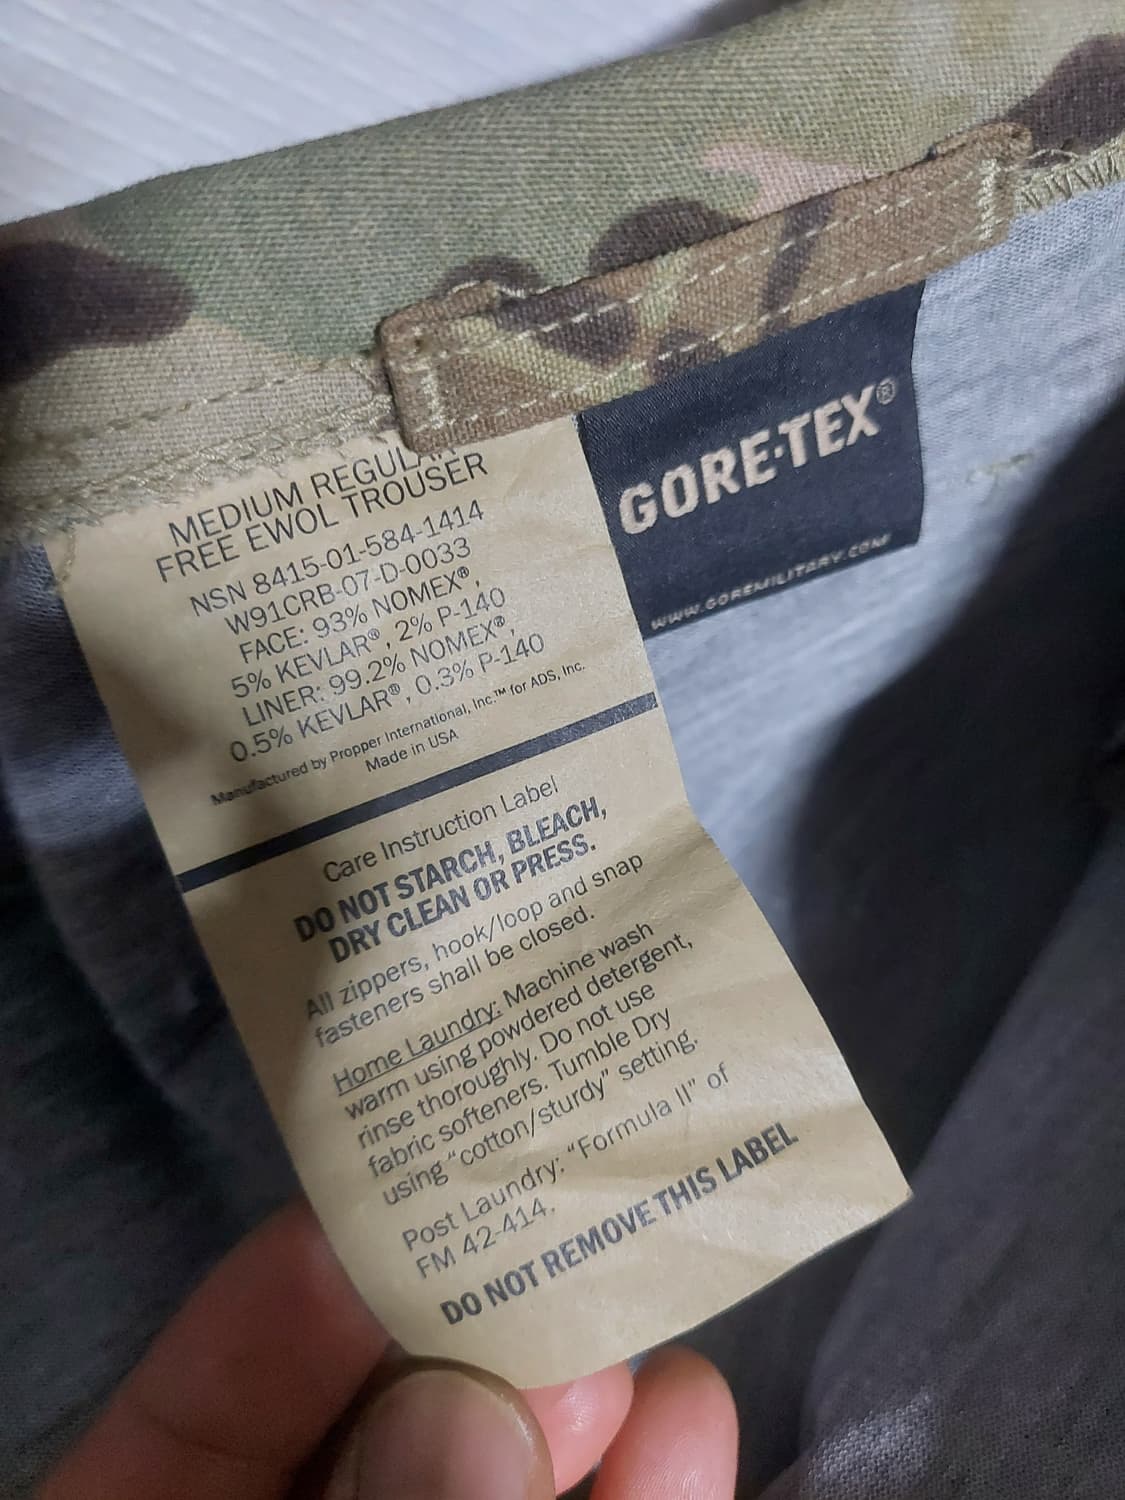 MEDIUM REGULAR
FREE EWOL TROUSER
NSN 8415-01-584-1414
W91CRB-07-D-0033
FACE: 93% NOMEX®,
5% KEVLAR®, 2% P-140
LINER: 99.2% NOMEX®,
0.5% KEVLAR®, 0.3% P-140
Manufactured by Propper International, Inc.™ for ADS, Inc.
Made in USA
Care Instruction Label
DO NOT STARCH, BLEACH,
DRY CLEAN OR PRESS.
All zippers, hook/loop and snap
fasteners shall be closed.
Home Laundry: Machine wash
warm using powdered detergent,
rinse thoroughly. Do not use
fabric softeners. Tumble Dry
using "cotton/sturdy" setting.
Post Laundry: "Formula II" of
FM 42-414.
DO NOT REMOVE THIS LABEL
GORE-TEX®
WWW.GOREMILITARY.COM